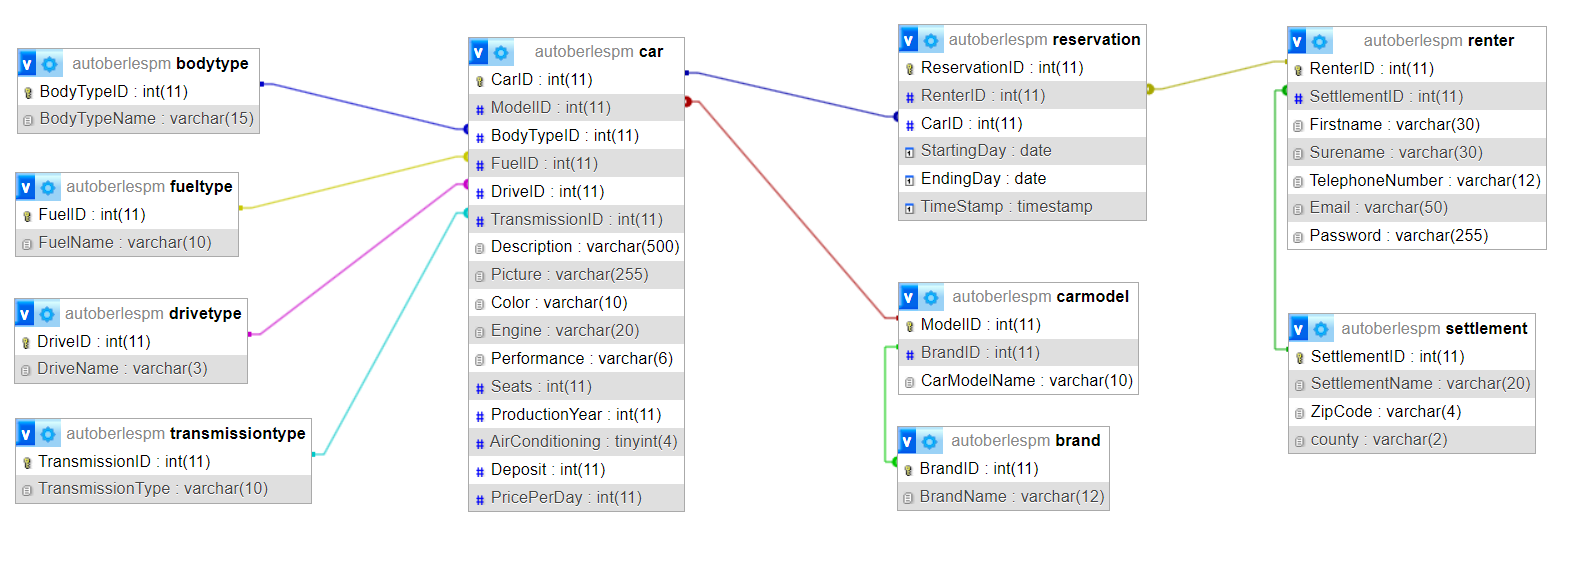 autoberlespm bodytype
BodyTypeID : int(11)
BodyTypeName : varchar(15)
autoberlespm fueltype
FuelID : int(11)
FuelName : varchar(10)
autoberlespm drivetype
DriveID : int(11)
DriveName : varchar(3)
autoberlespm transmissiontype
TransmissionID : int(11)
TransmissionType : varchar(10)
autoberlespm car
CarID : int(11)
ModelID : int(11)
BodyTypeID : int(11)
FuelID : int(11)
DriveID : int(11)
TransmissionID : int(11)
Description : varchar(500)
Picture : varchar(255)
Color : varchar(10)
Engine : varchar(20)
Performance : varchar(6)
Seats : int(11)
ProductionYear : int(11)
AirConditioning : tinyint(4)
Deposit : int(11)
PricePerDay : int(11)
autoberlespm reservation
ReservationID : int(11)
RenterID : int(11)
CarID : int(11)
StartingDay : date
EndingDay : date
TimeStamp : timestamp
autoberlespm carmodel
ModelID : int(11)
BrandID : int(11)
CarModelName : varchar(10)
autoberlespm brand
BrandID : int(11)
BrandName : varchar(12)
autoberlespm renter
RenterID : int(11)
SettlementID : int(11)
Firstname : varchar(30)
Surename : varchar(30)
TelephoneNumber : varchar(12)
Email : varchar(50)
Password : varchar(255)
autoberlespm settlement
SettlementID : int(11)
SettlementName : varchar(20)
ZipCode : varchar(4)
county : varchar(2)